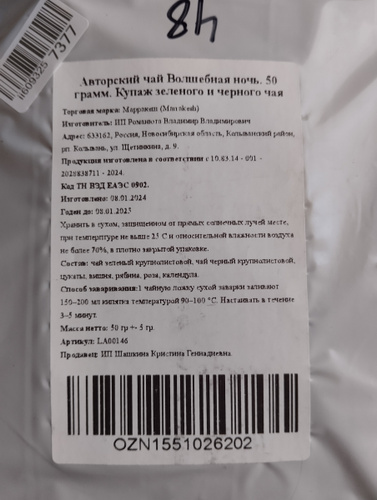 48
ii609325 7377
Авторский чай Волшебная ночь. 50
грамм. Купаж зеленого и черного чая
Торговая марка: Марракеш (Marrakesh)
Изготовитель: ИП Романюта Владимир Владимирович
Адрес: 633162, Россия, Новосибирская область, Колыванский район,
рп. Колывань, ул. Щетинкина, д. 9.
Продукция изготовлена в соответствии с 10.83.14 - 001 -
2028838711 - 2024.
Код ТН ВЭД ЕАЭС 0902.
Изготовлено: 08.01.2024
Годен до: 08.01.2025
Хранить в сухом, защищенном от прямых солнечных лучей месте,
при температуре не выше 25 С и относительной влажности воздуха
не более 70%, в плотно закрытой упаковке.
Состав: чай зеленый крупнолистовой, чай черный крупнолистовой,
цукаты, вишня, рябина, роза, календула.
Способ заваривания:1 чайную ложку сухой заварки заливают
150-200 мл кипятка температурой 90-100 °С. Настаивать в течение
3-5 минут.
Масса нетто: 50 гр +- 5 гр.
Артикул: LA00146
Продавец: ИП Шашкина Кристина Геннадиевна.
OZN1551026202